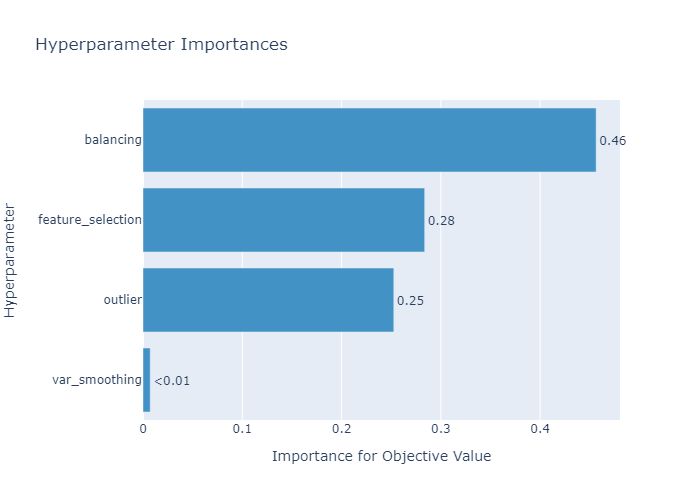 Hyperparameter Importances
Hyperparameter
balancing
0.46
feature_selection
0.28
outlier
0.25
var_smoothing
<0.01
0
0.1
0.2
0.3
0.4
Importance for Objective Value